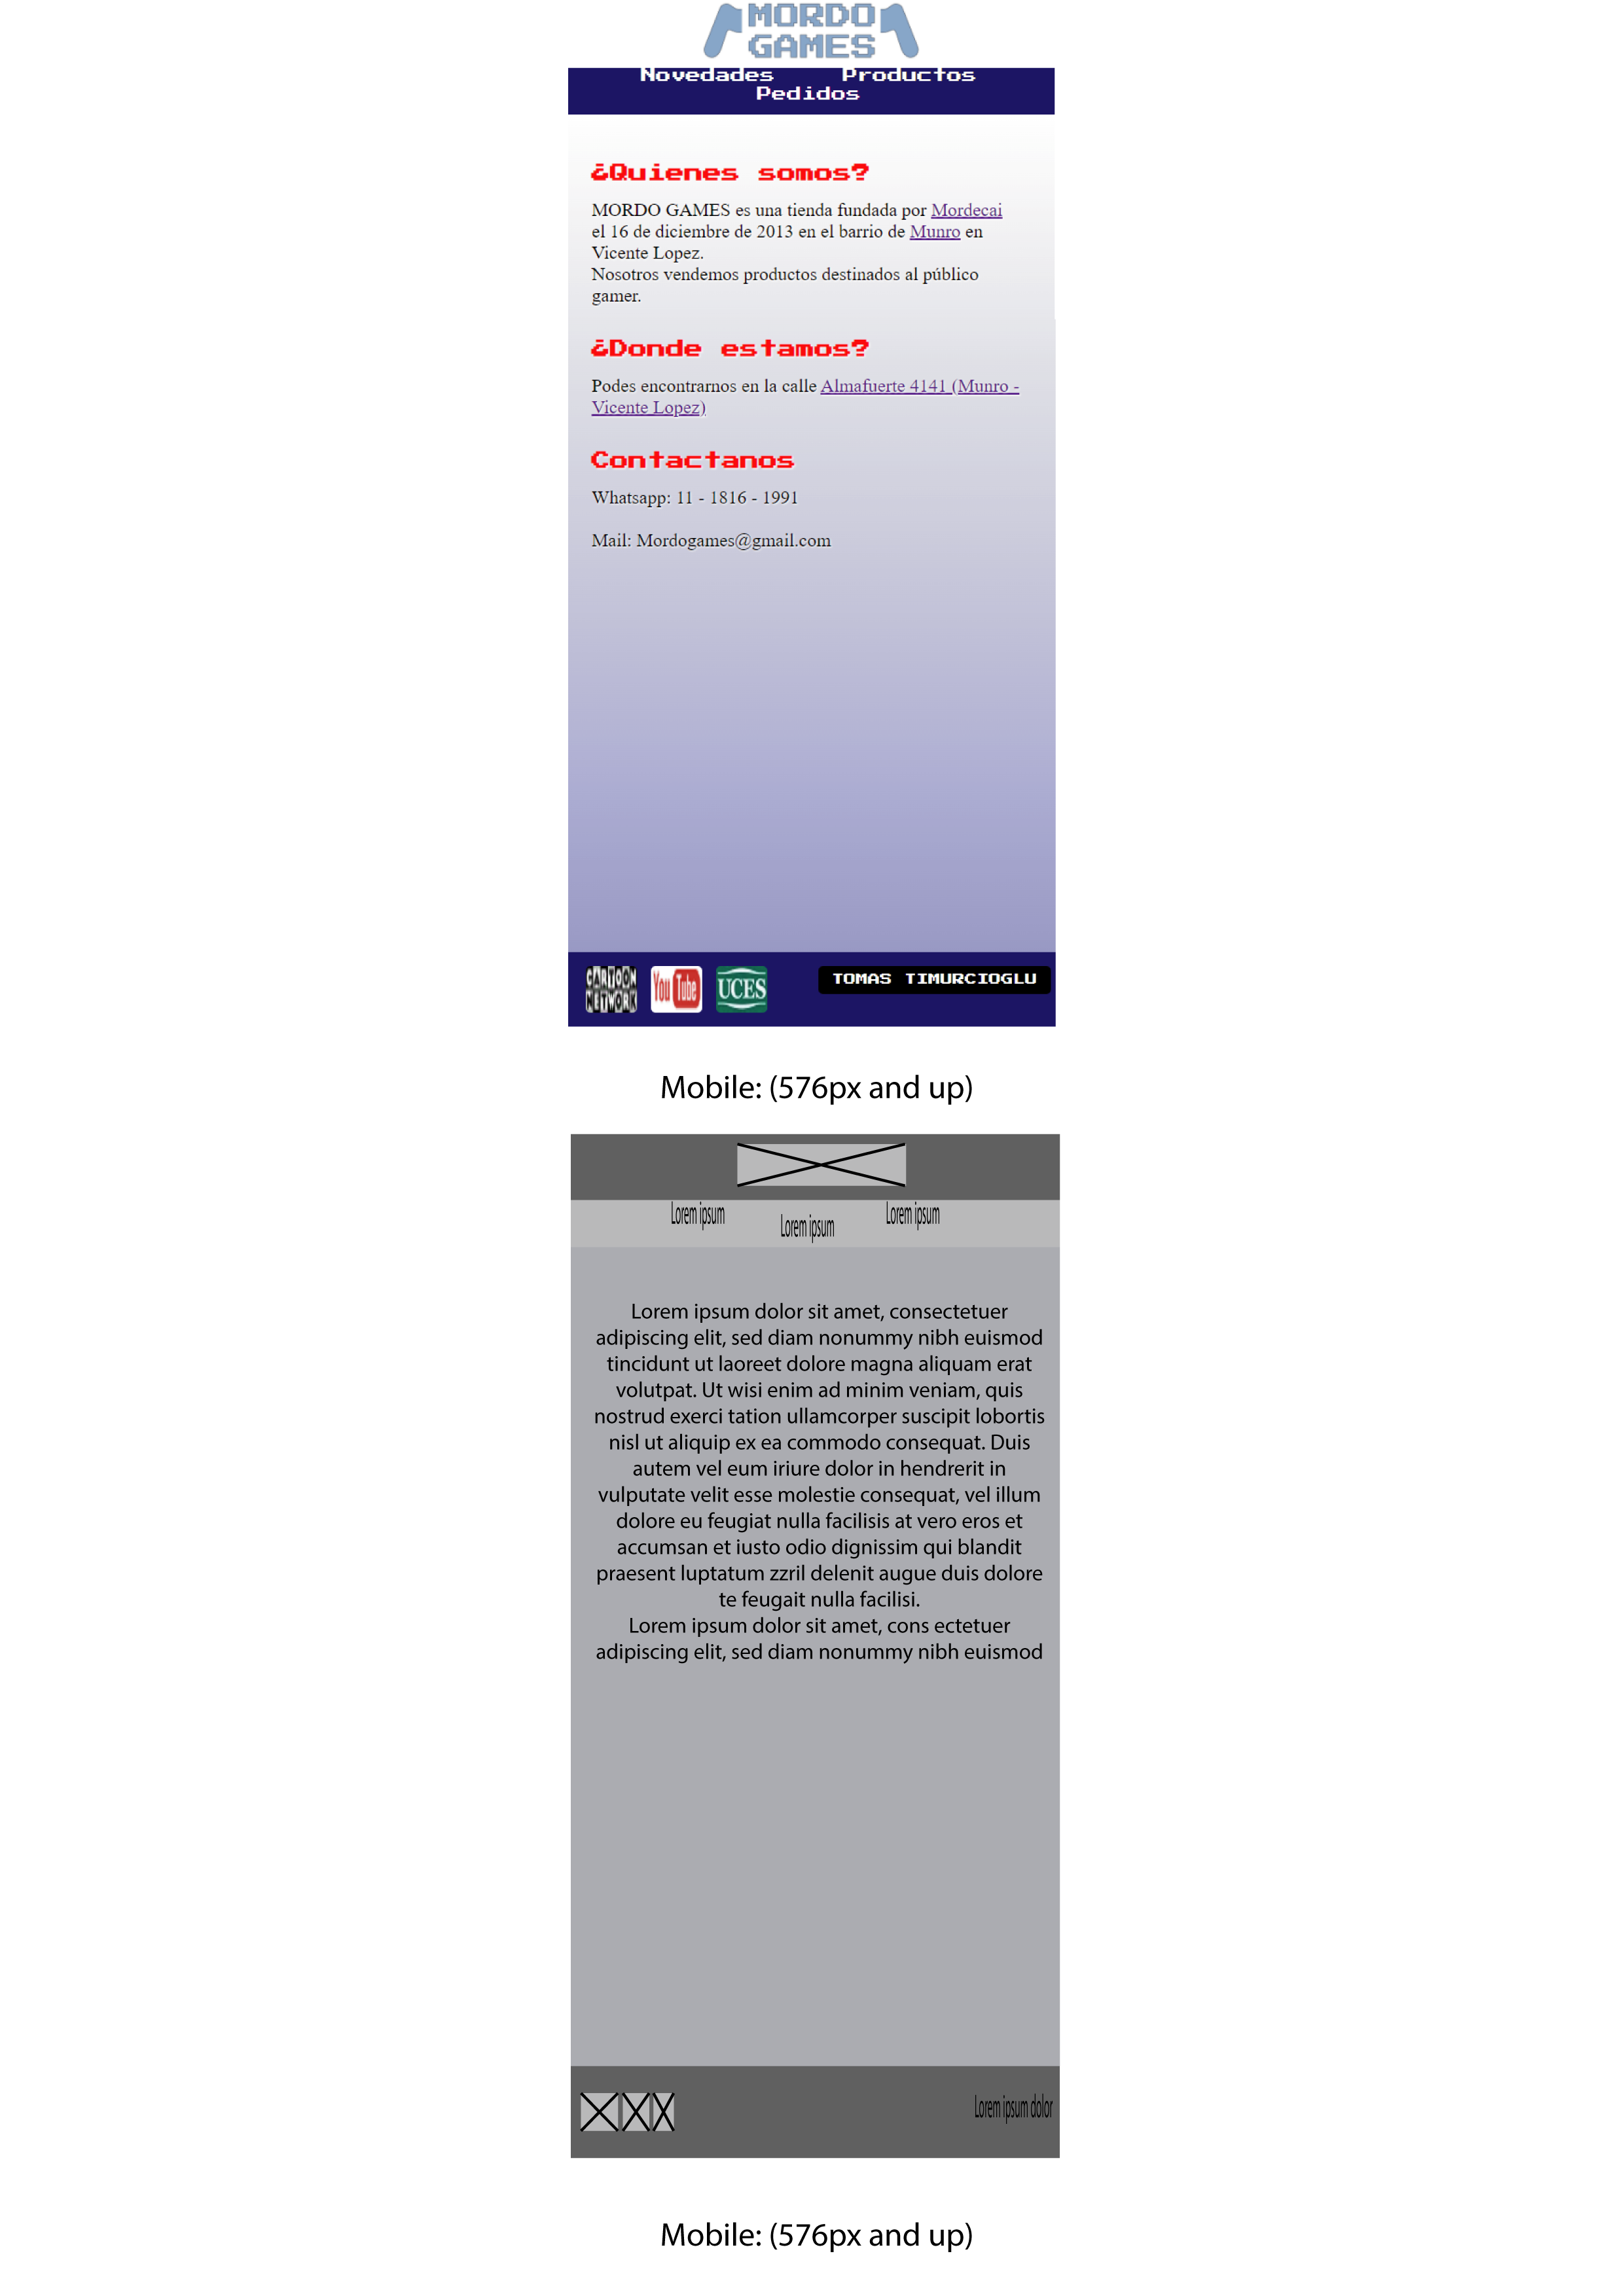 MORDO
GAMES
Novedades Productos
Pedidos
¿Quienes somos?
MORDO GAMES es una tienda fundada por Mordecai
el 16 de diciembre de 2013 en el barrio de Munro en
Vicente Lopez.
Nosotros vendemos productos destinados al público
gamer.
¿Donde estamos?
Podes encontrarnos en la calle Almafuerte 4141 (Munro -
Vicente Lopez)
Contactanos
Whatsapp: 11 - 1816 - 1991
Mail: Mordogames@gmail.com
CARTOON
NETWORK
YouTube
UCES
TOMAS TIMURCIOGLU
Mobile: (576px and up)
Lorem ipsum Lorem ipsum Lorem ipsum
Lorem ipsum dolor sit amet, consectetuer
adipiscing elit, sed diam nonummy nibh euismod
tincidunt ut laoreet dolore magna aliquam erat
volutpat. Ut wisi enim ad minim veniam, quis
nostrud exerci tation ullamcorper suscipit lobortis
nisl ut aliquip ex ea commodo consequat. Duis
autem vel eum iriure dolor in hendrerit in
vulputate velit esse molestie consequat, vel illum
dolore eu feugiat nulla facilisis at vero eros et
accumsan et iusto odio dignissim qui blandit
praesent luptatum zzril delenit augue duis dolore
te feugait nulla facilisi.
Lorem ipsum dolor sit amet, cons ectetuer
adipiscing elit, sed diam nonummy nibh euismod
Lorem ipsum dolor
Mobile: (576px and up)